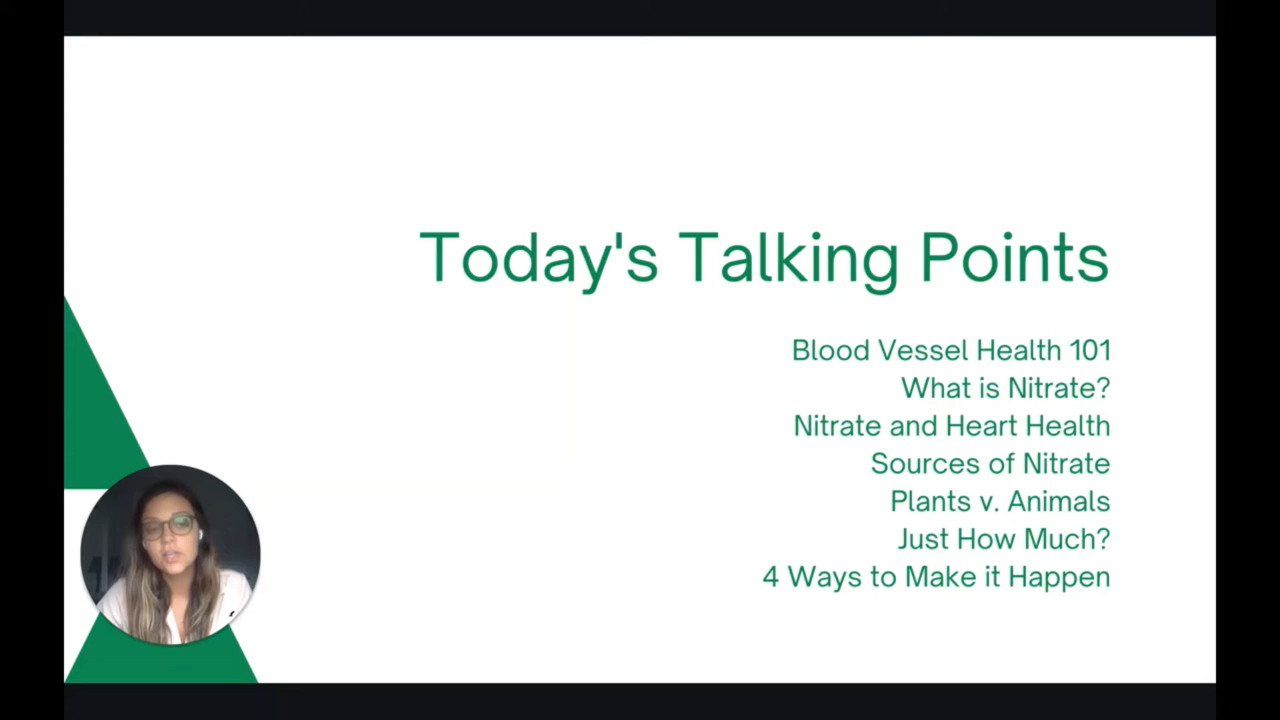 Today's Talking Points
Blood Vessel Health 101
What is Nitrate?
Nitrate and Heart Health
Sources of Nitrate
Plants v. Animals
Just How Much?
4 Ways to Make it Happen